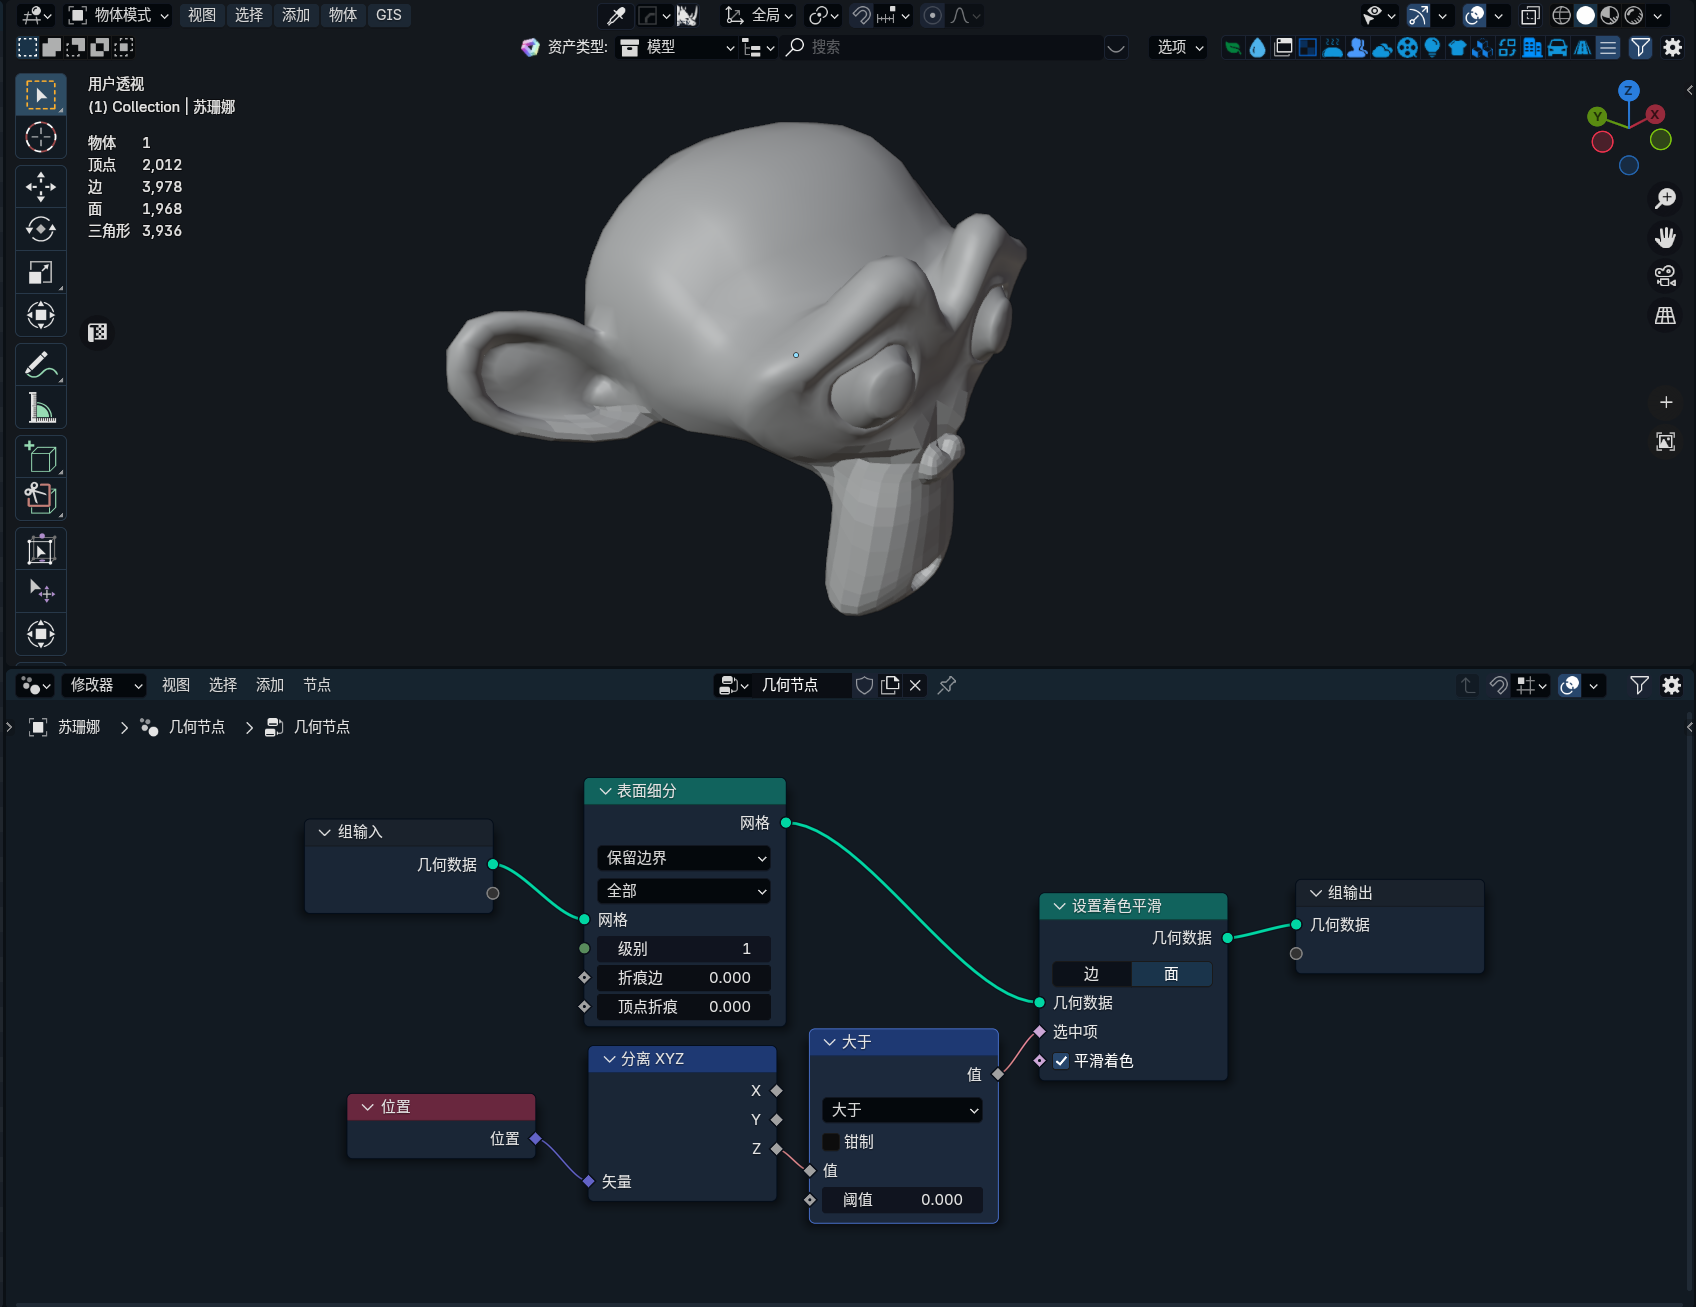 物体模式 视图 选择 添加 物体 GIS 全局
资产类型: 模型 搜索 选项
用户透视
(1) Collection | 苏珊娜
物体 1
顶点 2,012
边 3,978
面 1,968
三角形 3,936
Z
Y
X
修改器 视图 选择 添加 节点 几何节点
苏珊娜 几何节点 几何节点
组输入
几何数据
表面细分
网格
保留边界
全部
网格
级别 1
折痕边 0.000
顶点折痕 0.000
位置
位置
分离 XYZ
X
Y
Z
矢量
大于
值
大于
钳制
值
阈值 0.000
设置着色平滑
几何数据
边 面
几何数据
选中项
平滑着色
组输出
几何数据